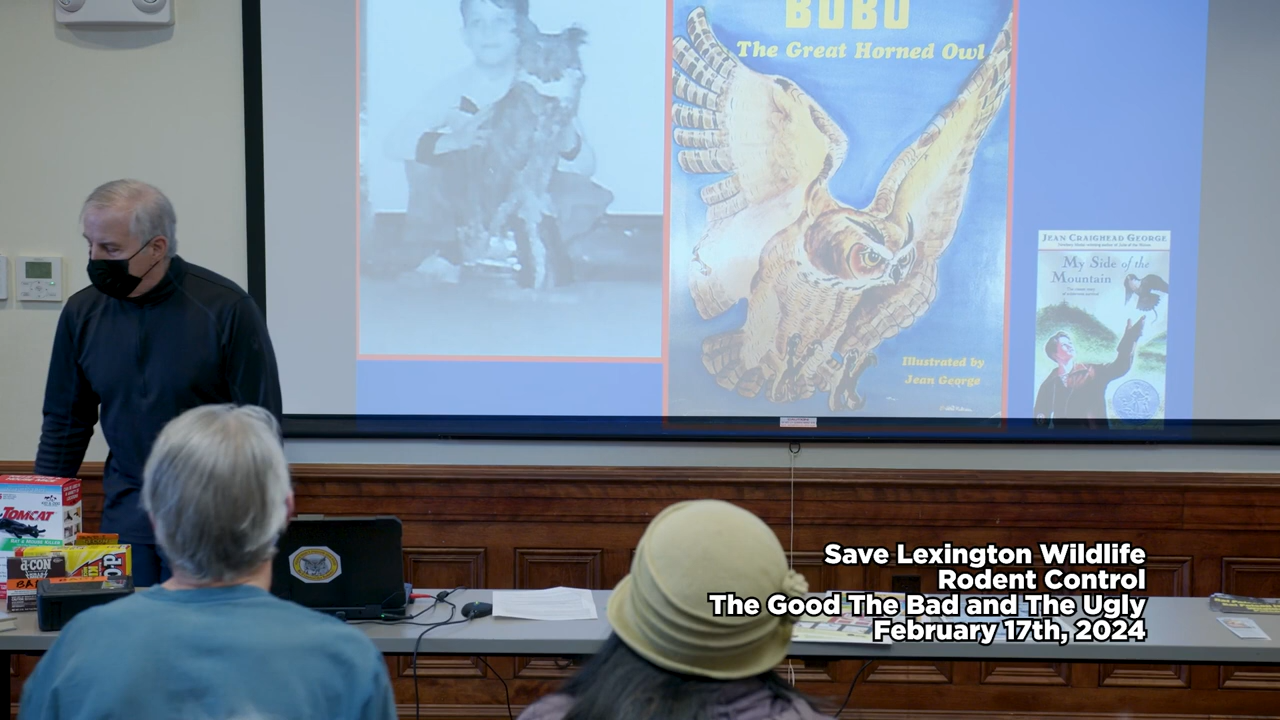 BUBO
The Great Horned Owl
Illustrated by
Jean George
JEAN CRAIGHEAD GEORGE
My Side of the
Mountain
TOMCAT
d-CON
Save Lexington Wildlife
Rodent Control
The Good The Bad and The Ugly
February 17th, 2024